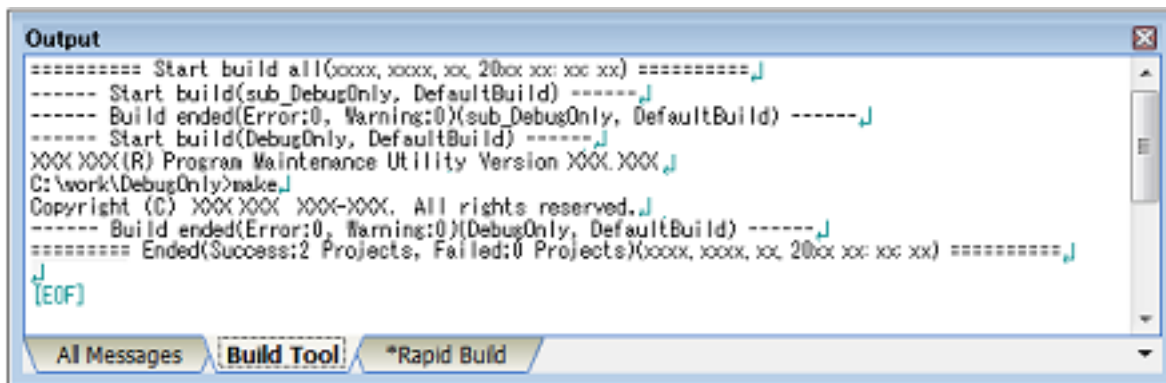 Output
========== Start build all(xxxx, xxxx, xx, 20xx xx: xx: xx) ==========
------ Start build(sub_DebugOnly, DefaultBuild) ------
------ Build ended(Error:0, Warning:0)(sub_DebugOnly, DefaultBuild) ------
------ Start build(DebugOnly, DefaultBuild) ------
XXX XXX(R) Program Maintenance Utility Version XXX.XXX
C:\work\DebugOnly>make
Copyright (C) XXX XXX XXX-XXX. All rights reserved.
------ Build ended(Error:0, Warning:0)(DebugOnly, DefaultBuild) ------
========= Ended(Success:2 Projects, Failed:0 Projects)(xxxx, xxxx, xx, 20xx xx: xx: xx) ==========
[EOF]
All Messages Build Tool *Rapid Build